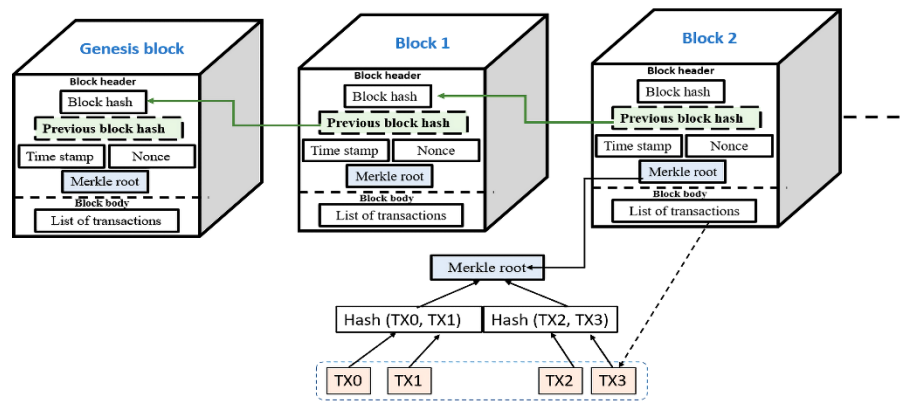 Genesis block
Block header
Block hash
Previous block hash
Time stamp
Nonce
Merkle root
Block body
List of transactions
Block 1
Block header
Block hash
Previous block hash
Time stamp
Nonce
Merkle root
Block body
List of transactions
Block 2
Block header
Block hash
Previous block hash
Time stamp
Nonce
Merkle root
Block body
List of transactions
Merkle root
Hash (TX0, TX1)
Hash (TX2, TX3)
TX0
TX1
TX2
TX3